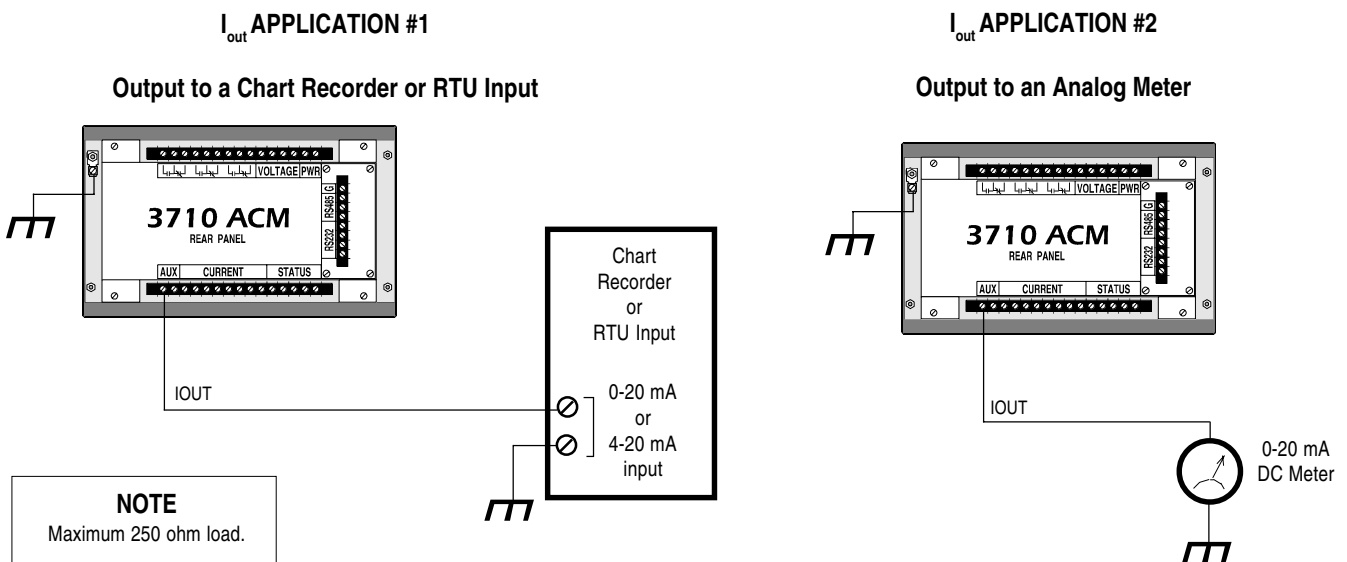 Iout APPLICATION #1
Output to a Chart Recorder or RTU Input
VOLTAGE PWR
G
RS485
RS232
3710 ACM
REAR PANEL
AUX CURRENT STATUS
IOUT
Chart
Recorder
or
RTU Input
0-20 mA
or
4-20 mA
input
NOTE
Maximum 250 ohm load.
Iout APPLICATION #2
Output to an Analog Meter
VOLTAGE PWR
G
RS485
RS232
3710 ACM
REAR PANEL
AUX CURRENT STATUS
IOUT
0-20 mA
DC Meter